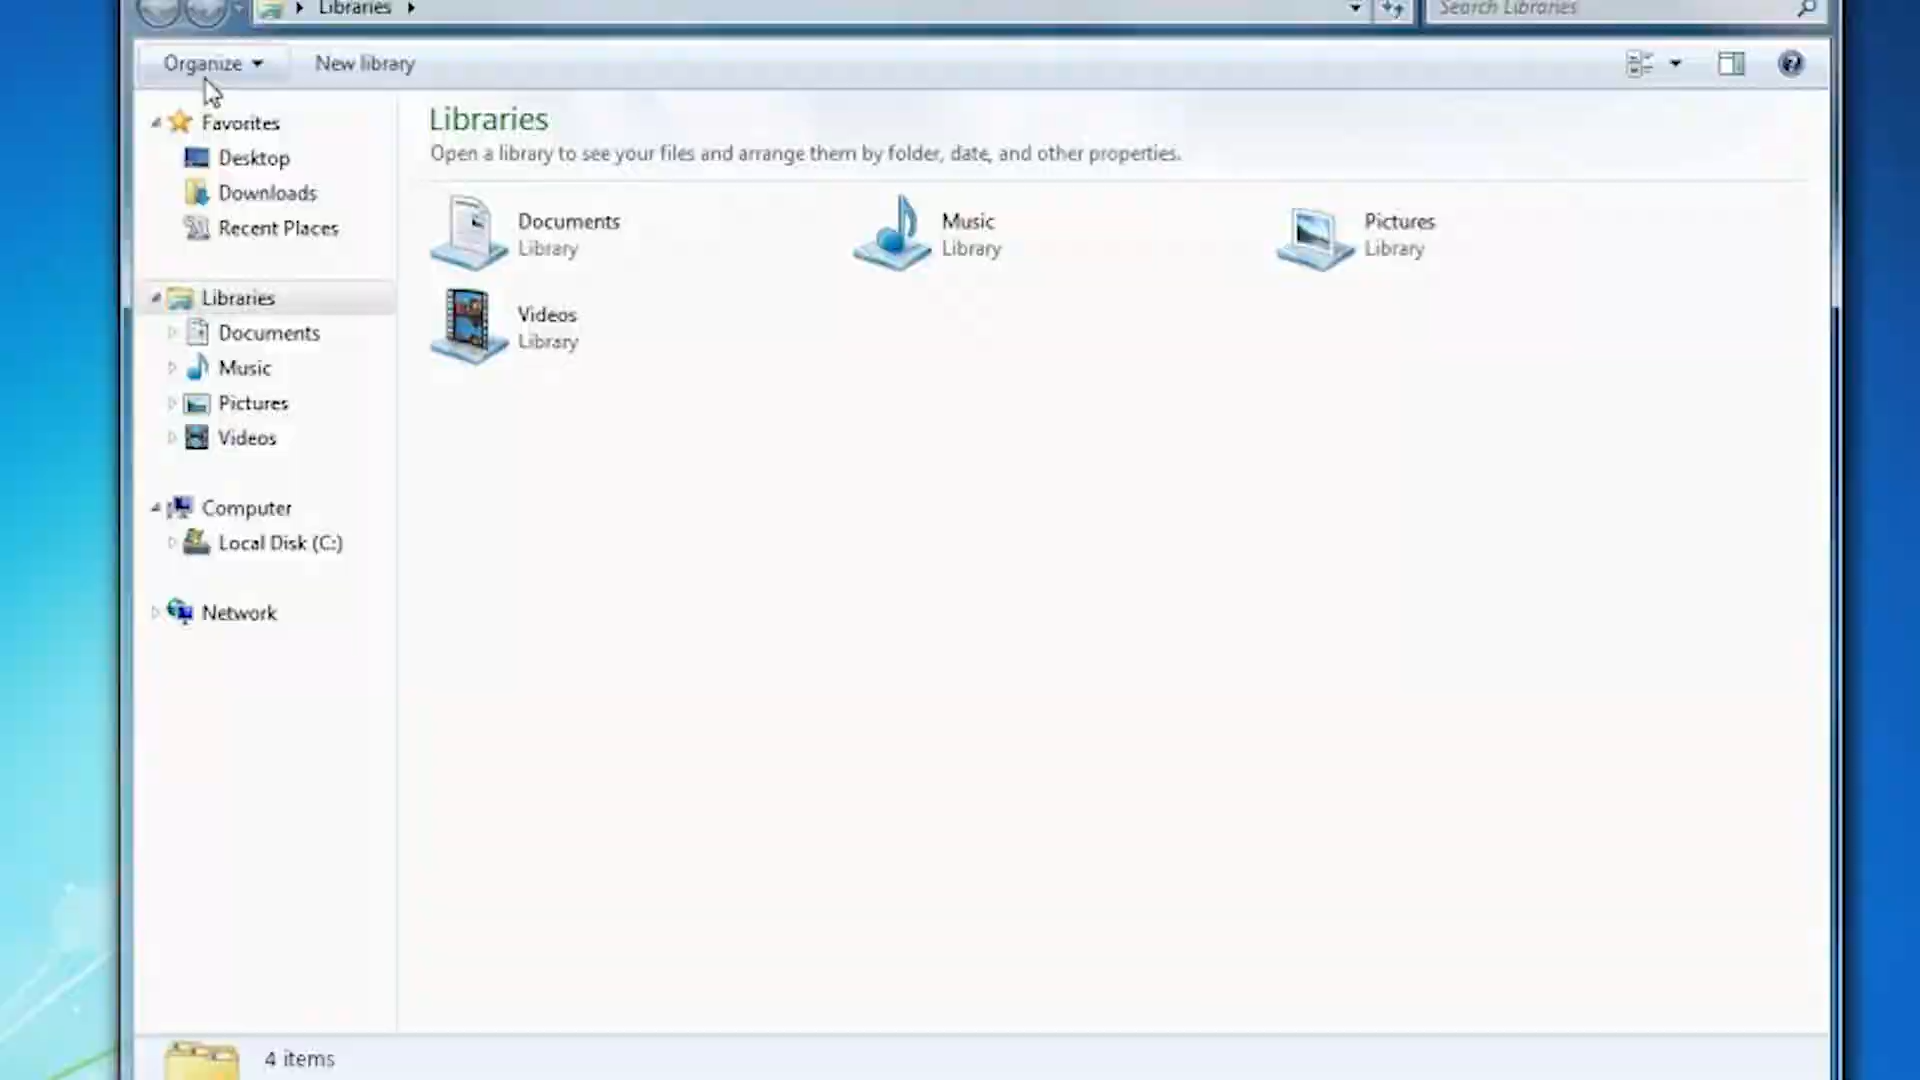 Libraries
Search Libraries
Organize
New library
Favorites
Desktop
Downloads
Recent Places
Libraries
Documents
Music
Pictures
Videos
Computer
Local Disk (C:)
Network
Libraries
Open a library to see your files and arrange them by folder, date, and other properties.
Documents
Library
Music
Library
Pictures
Library
Videos
Library
4 items